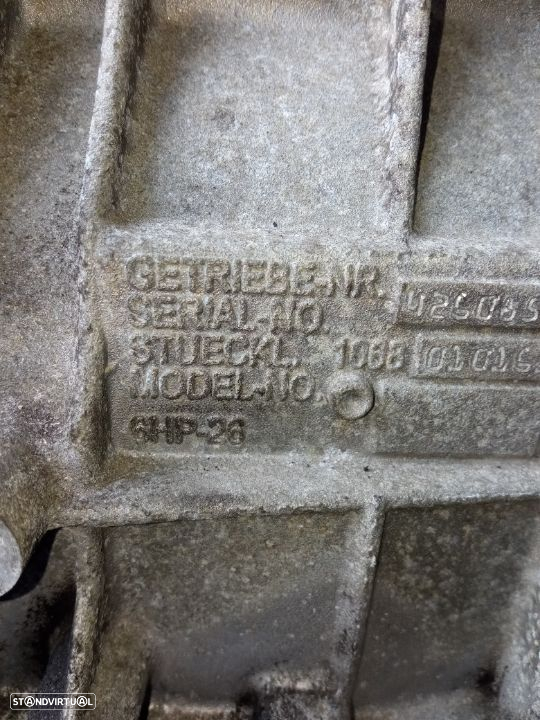 GETRIEBE-NR.
SERIAL-NO.
STUECKL. 1068
MODEL-NO.
6HP-26
STANDVIRTUAL